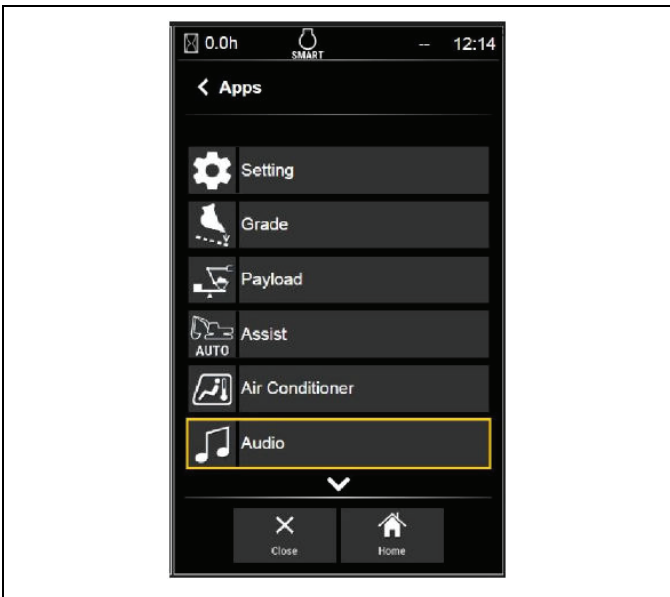 0.0h SMART -- 12:14
Apps
Setting
Grade
Payload
AUTO Assist
Air Conditioner
Audio
Close Home